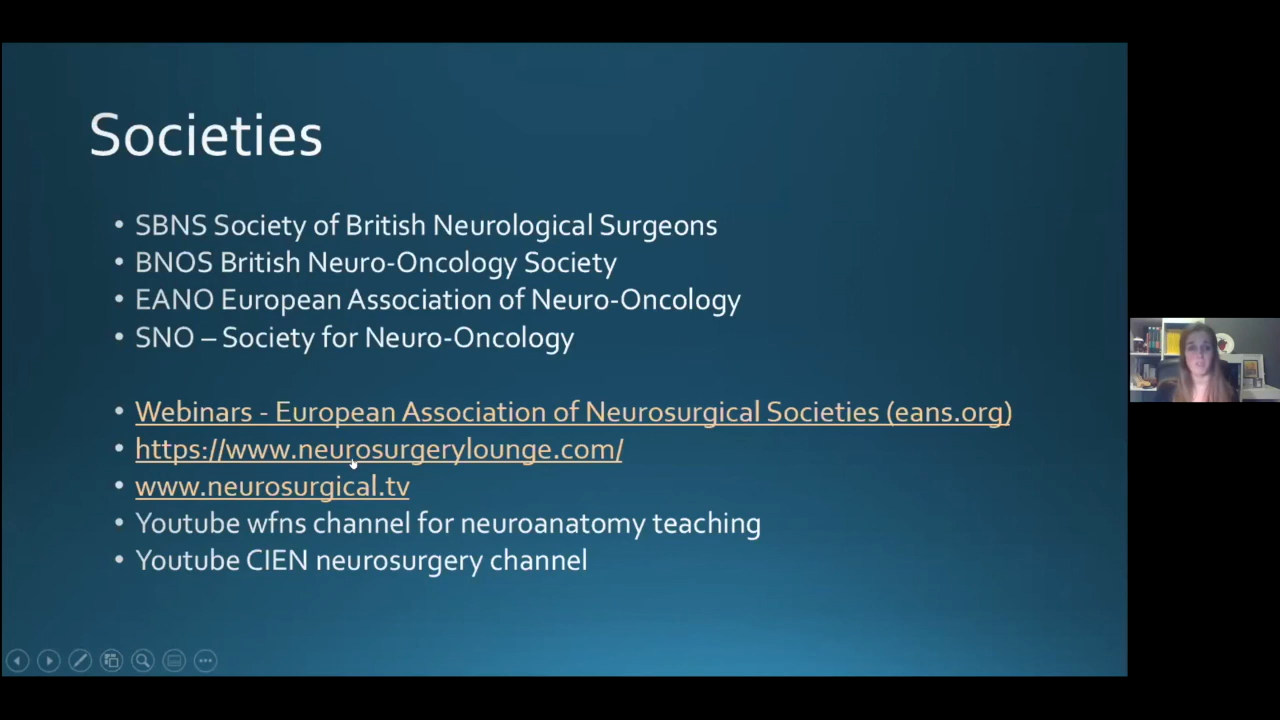 Societies
• SBNS Society of British Neurological Surgeons
• BNOS British Neuro-Oncology Society
• EANO European Association of Neuro-Oncology
• SNO – Society for Neuro-Oncology
• Webinars - European Association of Neurosurgical Societies (eans.org)
• https://www.neurosurgerylounge.com/
• www.neurosurgical.tv
• Youtube wfns channel for neuroanatomy teaching
• Youtube CIEN neurosurgery channel